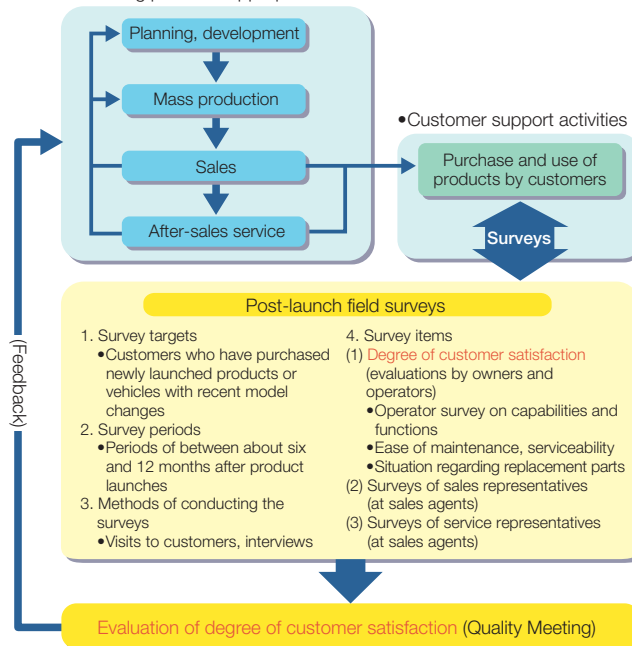 Planning, development
Mass production
Sales
After-sales service
•Customer support activities
Purchase and use of
products by customers
Surveys
Post-launch field surveys
1. Survey targets
•Customers who have purchased
newly launched products or
vehicles with recent model
changes
2. Survey periods
•Periods of between about six
and 12 months after product
launches
3. Methods of conducting the
surveys
•Visits to customers, interviews
4. Survey items
(1) Degree of customer satisfaction
(evaluations by owners and
operators)
•Operator survey on capabilities and
functions
•Ease of maintenance, serviceability
•Situation regarding replacement parts
(2) Surveys of sales representatives
(at sales agents)
(3) Surveys of service representatives
(at sales agents)
(Feedback)
Evaluation of degree of customer satisfaction (Quality Meeting)